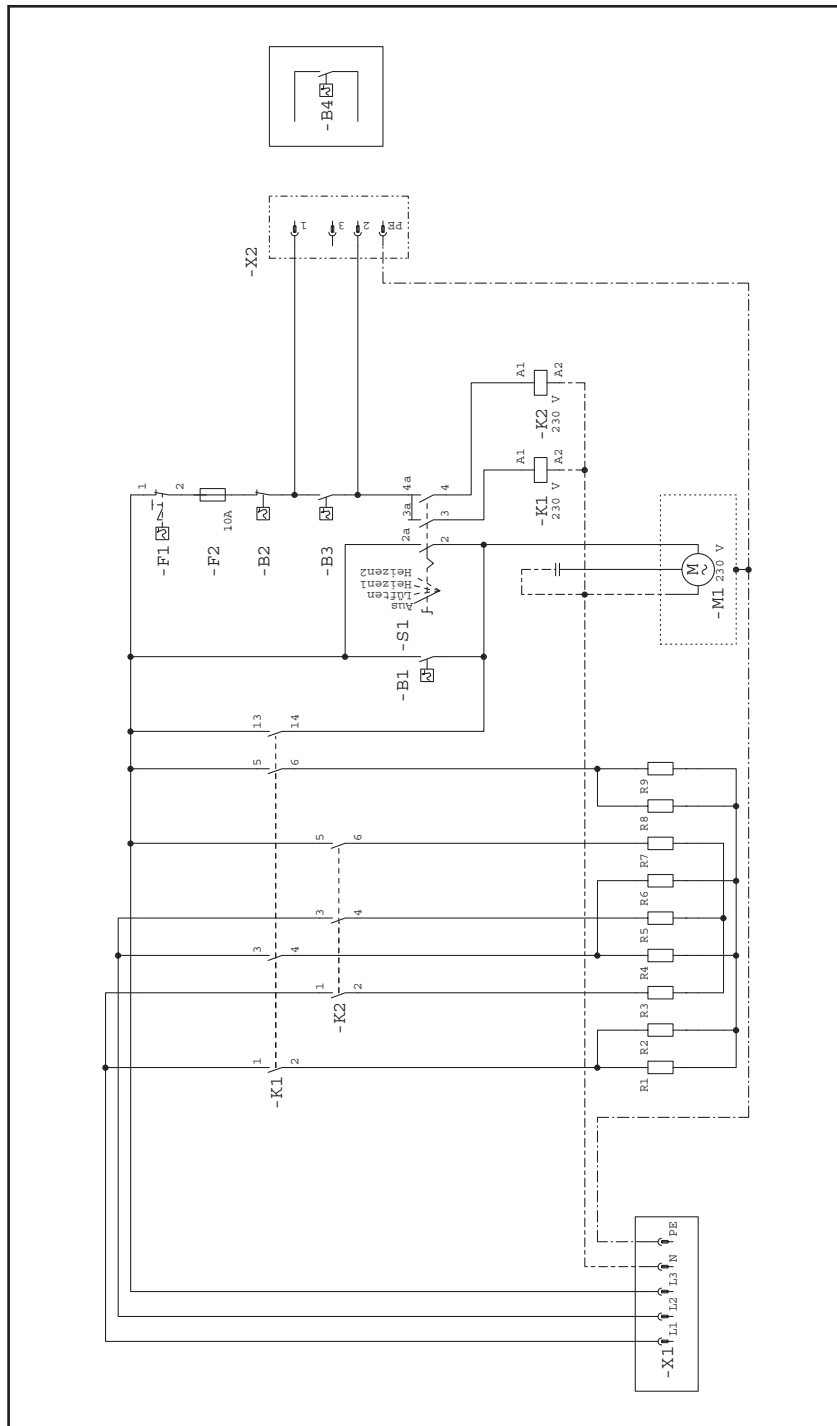 -X1
L1
L2
L3
N
PE
-K1
1
2
3
4
5
6
13
14
-K2
1
2
3
4
5
6
R1
R2
R3
R4
R5
R6
R7
R8
R9
-B1
-S1
Aus
Lüften
Heizen1
Heizen2
2a
2
3a
3
4a
4
-F1
1
2
-F2
10A
-B2
-B3
-K1
230 V
A1
A2
-K2
230 V
A1
A2
-M1
230 V
M
~
-X2
1
3
2
PE
-B4